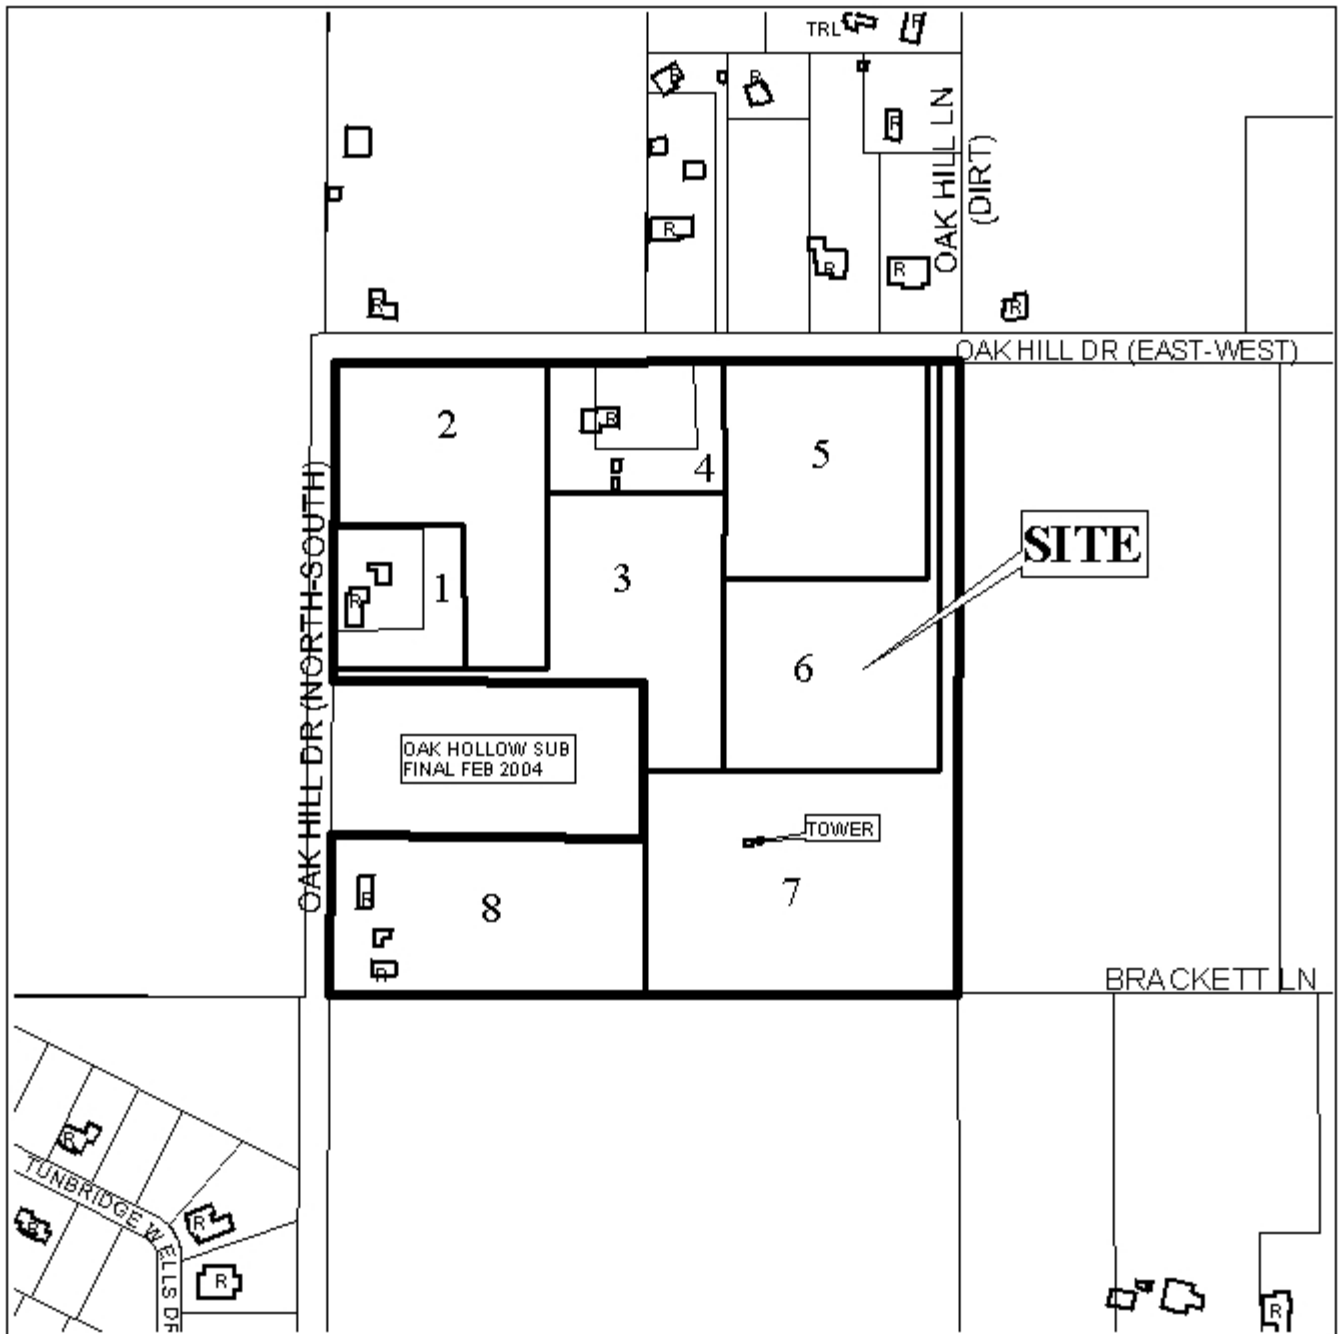 TRL
R
R
R
R
OAK HILL LN
(DIRT)
R
R
R
R
R
OAK HILL DR (EAST-WEST)
2
R
4
5
SITE
OAK HILL DR (NORTH-SOUTH)
1
R
3
6
OAK HOLLOW SUB
FINAL FEB 2004
TOWER
7
R
8
R
BRACKETT LN
R
TUNBRIDGE WELLS DR
R
R
R
R